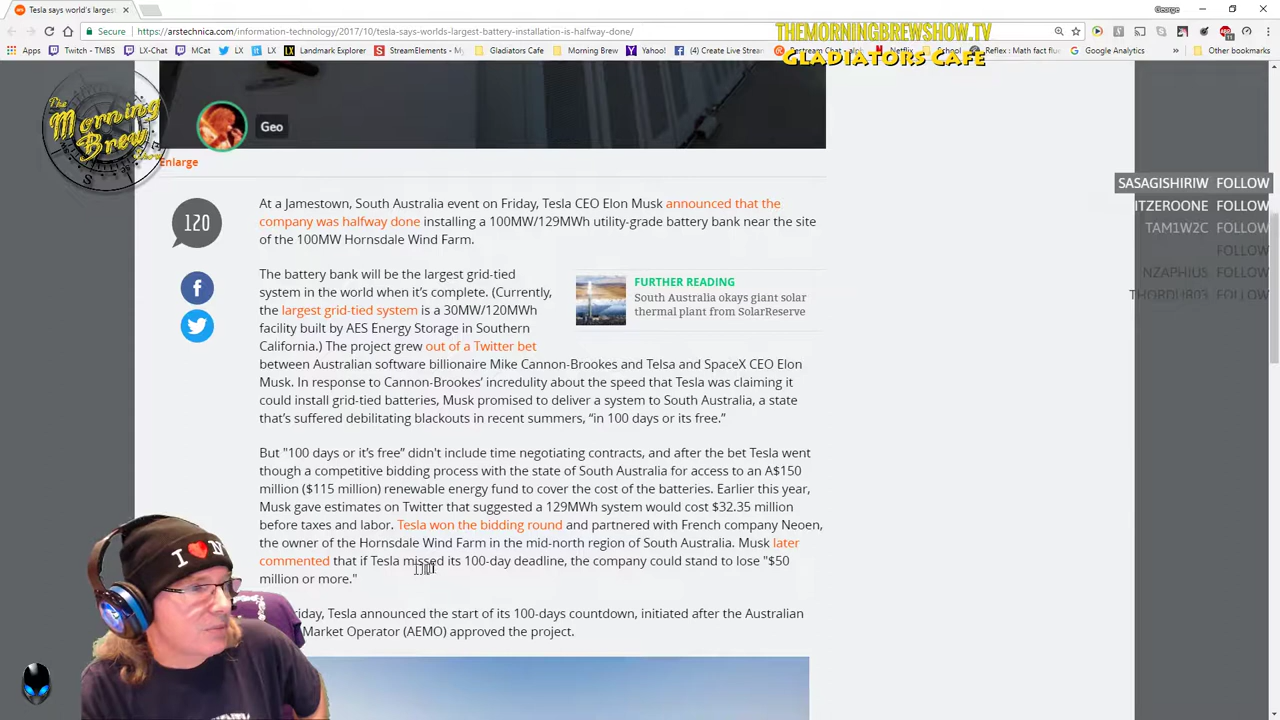 Tesla says world's largest
George
Secure
https://arstechnica.com/information-technology/2017/10/tesla-says-worlds-largest-battery-installation-is-halfway-done/
THEMORNINGBREWSHOW.TV
Apps
Twitch - TMBS
LX-Chat
LX
LX
Landmark Explorer
StreamElements - My
Gladiators Cafe
Morning Brew
Yahoo!
(4) Create Live Stream
Restream Chat - alph
Netflix
School
Reflex | Math fact flu
Google Analytics
Other bookmarks
GLADIATORS CAFE
The
Morning
Brew
Show
S
Geo
Enlarge
SASAGISHIRIW FOLLOW
ITZEROONE FOLLOW
TAM1W2C FOLLOW
FOLLOW
NZAPHIUS FOLLOW
FOLLOW
120
At a Jamestown, South Australia event on Friday, Tesla CEO Elon Musk announced that the
company was halfway done installing a 100MW/129MWh utility-grade battery bank near the site
of the 100MW Hornsdale Wind Farm.
The battery bank will be the largest grid-tied
system in the world when it's complete. (Currently,
the largest grid-tied system is a 30MW/120MWh
facility built by AES Energy Storage in Southern
California.) The project grew out of a Twitter bet
FURTHER READING
South Australia okays giant solar
thermal plant from SolarReserve
between Australian software billionaire Mike Cannon-Brookes and Telsa and SpaceX CEO Elon
Musk. In response to Cannon-Brookes' incredulity about the speed that Tesla was claiming it
could install grid-tied batteries, Musk promised to deliver a system to South Australia, a state
that's suffered debilitating blackouts in recent summers, “in 100 days or its free.”
But "100 days or it's free” didn't include time negotiating contracts, and after the bet Tesla went
though a competitive bidding process with the state of South Australia for access to an A$150
million ($115 million) renewable energy fund to cover the cost of the batteries. Earlier this year,
Musk gave estimates on Twitter that suggested a 129MWh system would cost $32.35 million
before taxes and labor. Tesla won the bidding round and partnered with French company Neoen,
the owner of the Hornsdale Wind Farm in the mid-north region of South Australia. Musk later
commented that if Tesla missed its 100-day deadline, the company could stand to lose "$50
million or more."
riday, Tesla announced the start of its 100-days countdown, initiated after the Australian
Market Operator (AEMO) approved the project.
I N